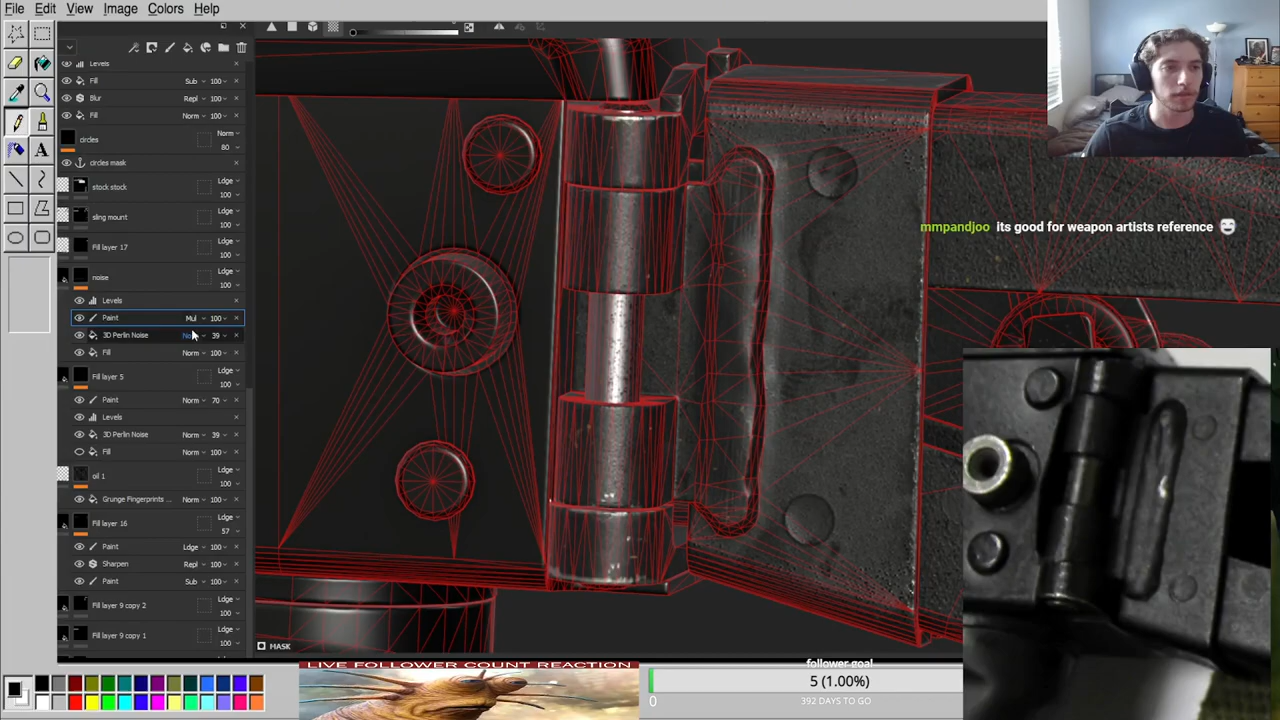 File Edit View Image Colors Help
Levels
Fill Sub 100
Blur Repl 100
Fill Norm 100
circles Norm 80
circles mask
stock stock Ldge 100
sling mount Ldge 100
Fill layer 17 Ldge 100
noise Ldge 100
Levels
Paint Mul 100
3D Perlin Noise 39
Fill Norm 100
Fill layer 5 Ldge 100
Paint Norm 70
Levels
3D Perlin Noise Norm 39
Fill Norm 100
oil 1 Ldge 100
Grunge Fingerprints ... Norm 100
Fill layer 16 Ldge 57
Paint Ldge 100
Sharpen Repl 100
Paint Sub 100
Fill layer 9 copy 2 Ldge 100
Fill layer 9 copy 1 Ldge 100
MASK
mmpandjoo its good for weapon artists reference
LIVE FOLLOWER COUNT REACTION
follower goal
5 (1.00%)
0
392 DAYS TO GO